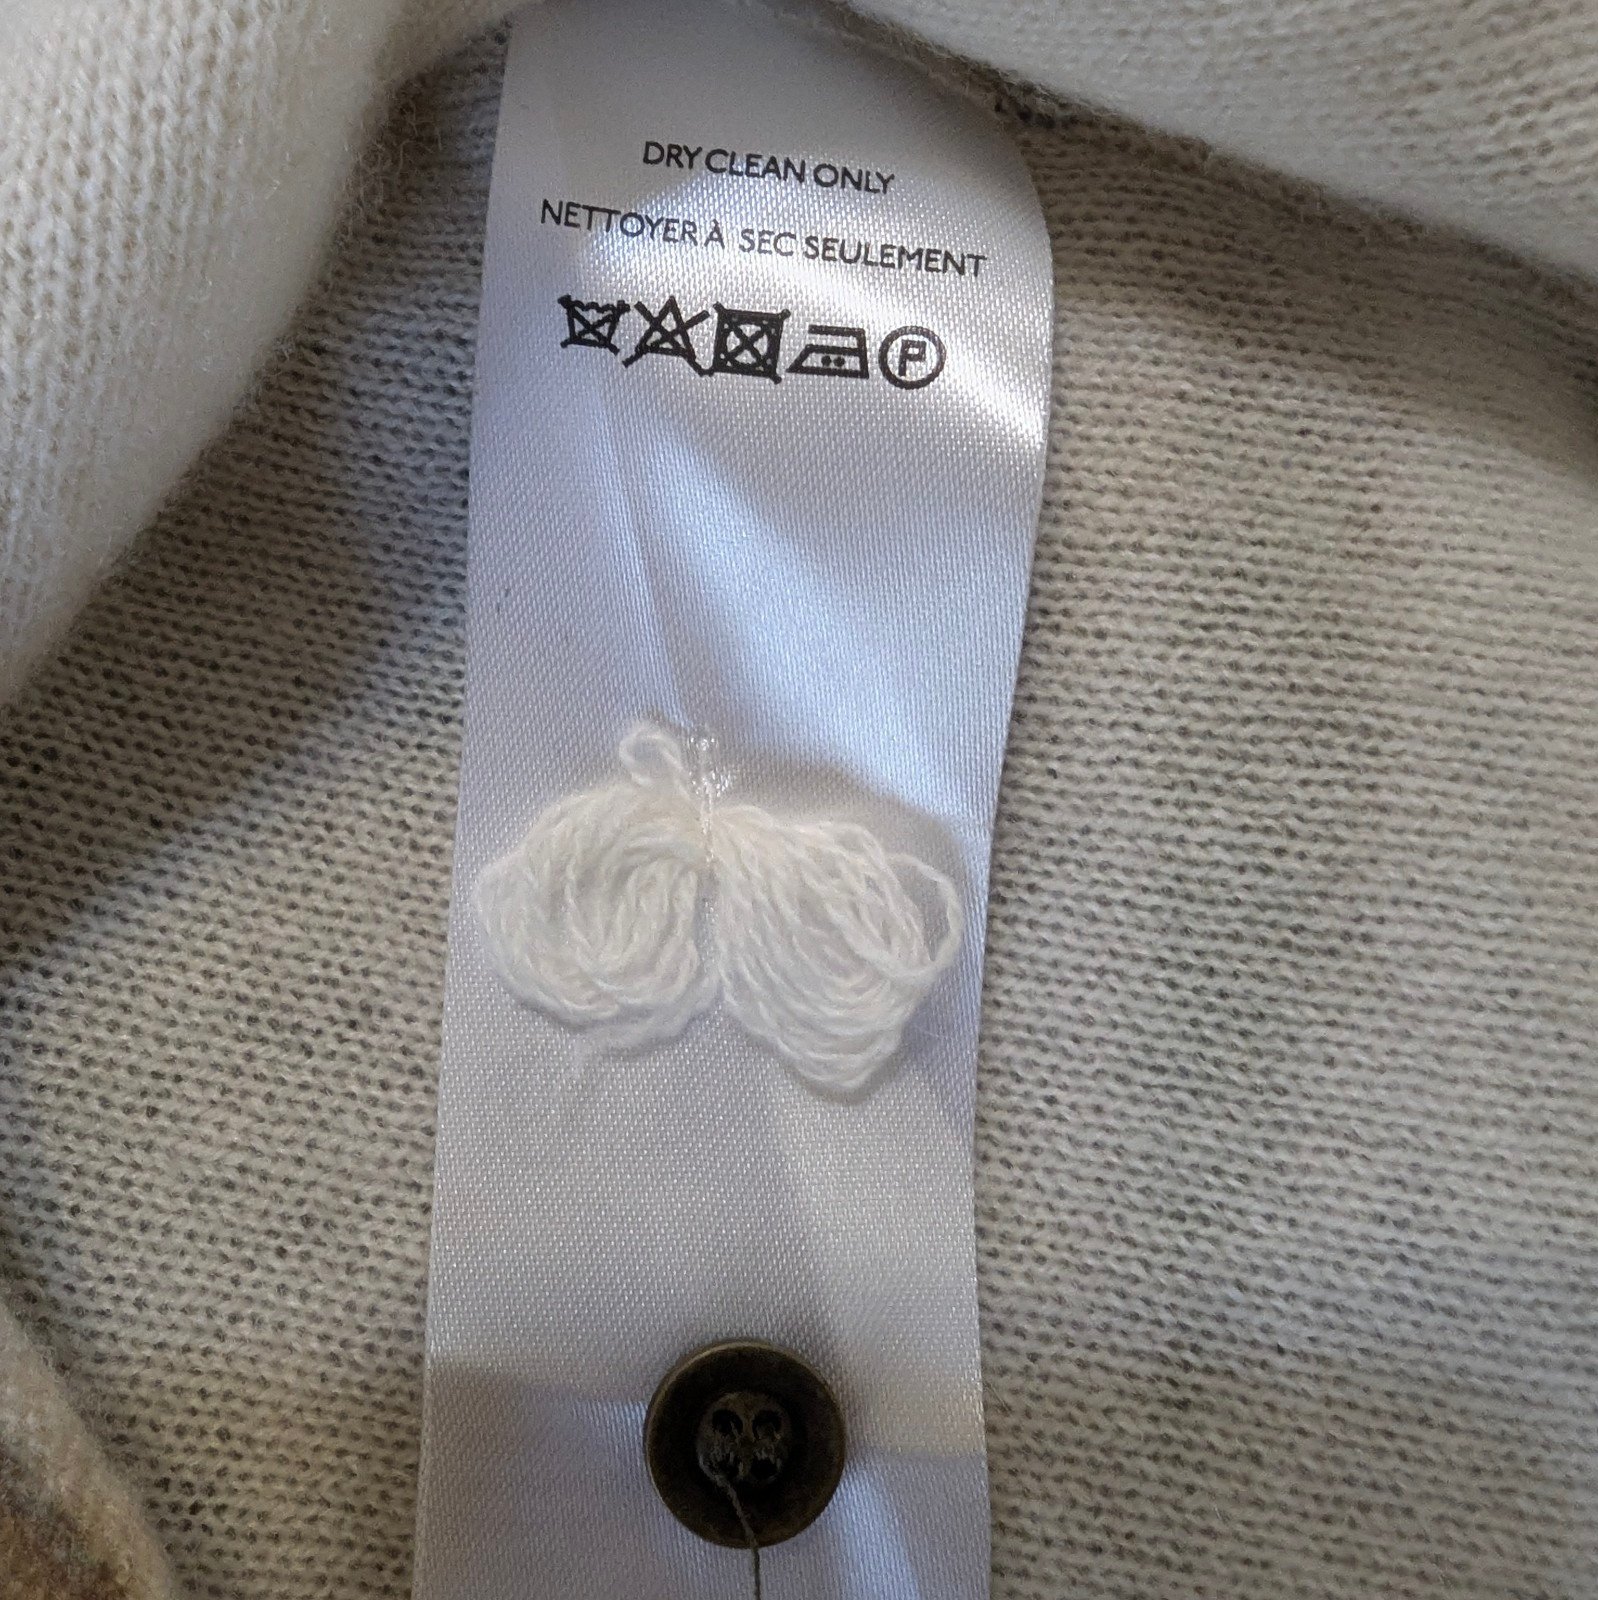 DRY CLEAN ONLY
NETTOYER À SEC SEULEMENT
P